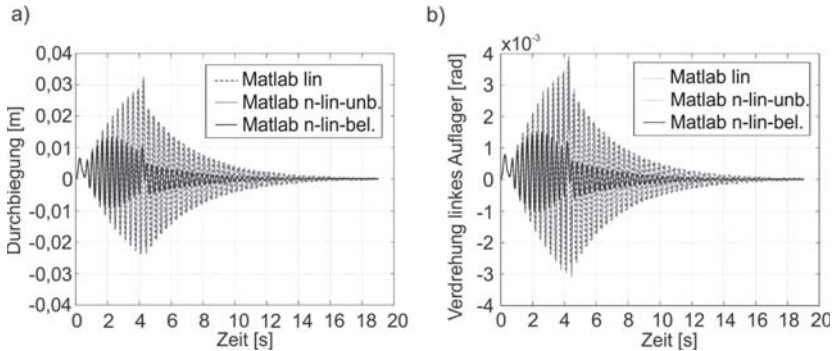 a)
0,04
0.03
0.02
0,01
0
-0,01
-0.02
-0.03
-0,04
Durchbiegung [m]
Matlab lin
Matlab n-lin-unb.
Matlab n-lin-bel.
0 2 4 6 8 10 12 14 16 18 20
Zeit [s]
b)
x10-3
4
3
2
1
0
-1
-2
-3
-4
Verdrehung linkes Auflager [rad]
Matlab lin
Matlab n-lin-unb.
Matlab n-lin-bel.
0 2 4 6 8 10 12 14 16 18 20
Zeit [s]